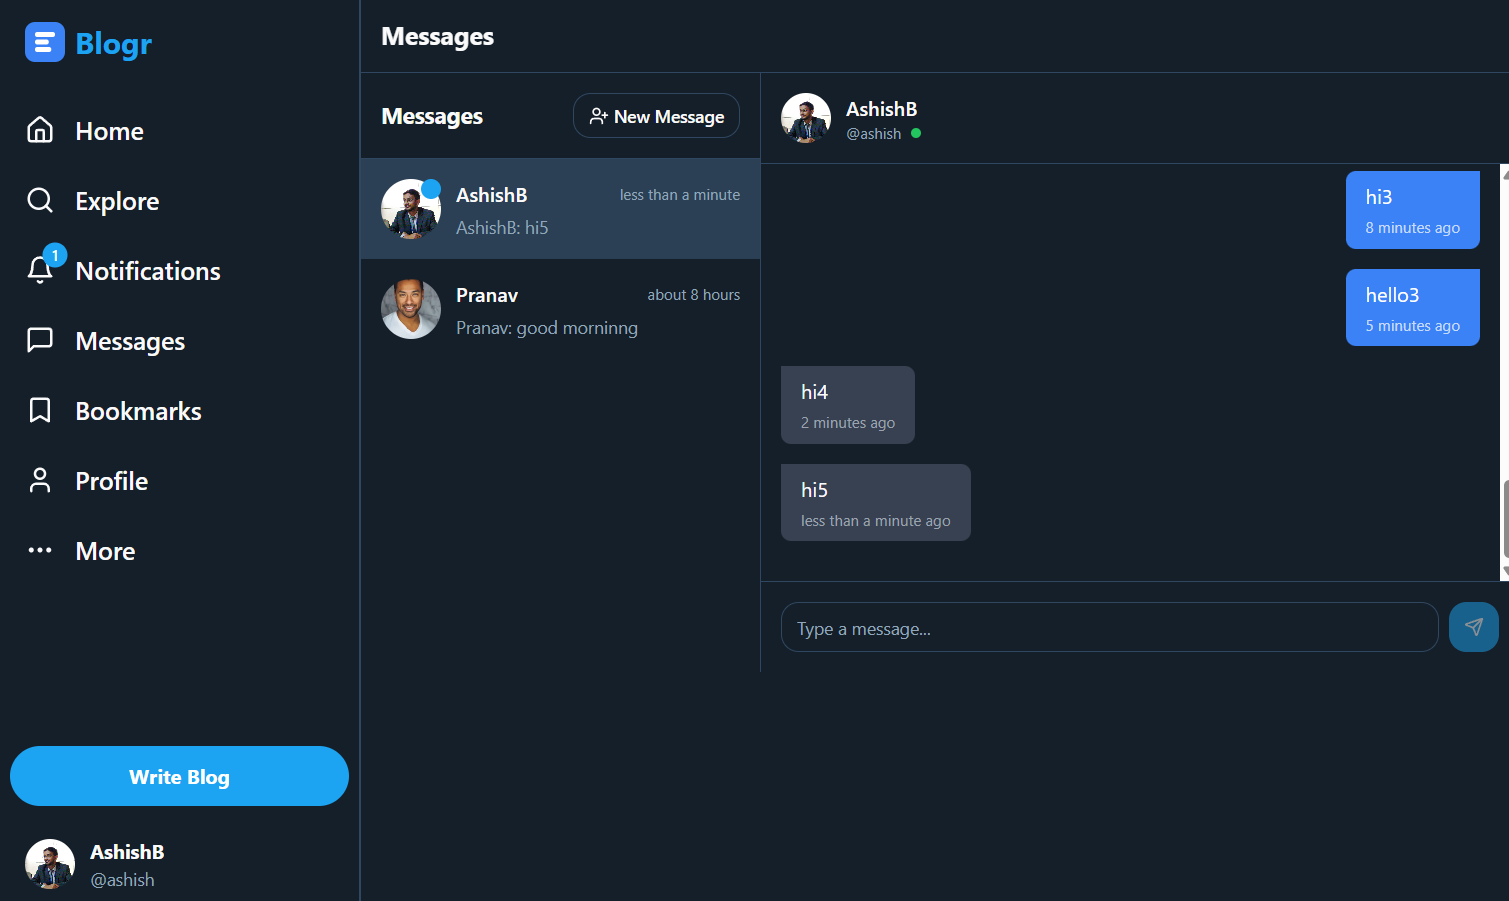 Blogr
Home
Explore
1
Notifications
Messages
Bookmarks
Profile
More
Write Blog
AshishB
@ashish
Messages
Messages
New Message
AshishB
less than a minute
AshishB: hi5
Pranav
about 8 hours
Pranav: good morninng
AshishB
@ashish
hi3
8 minutes ago
hello3
5 minutes ago
hi4
2 minutes ago
hi5
less than a minute ago
Type a message...